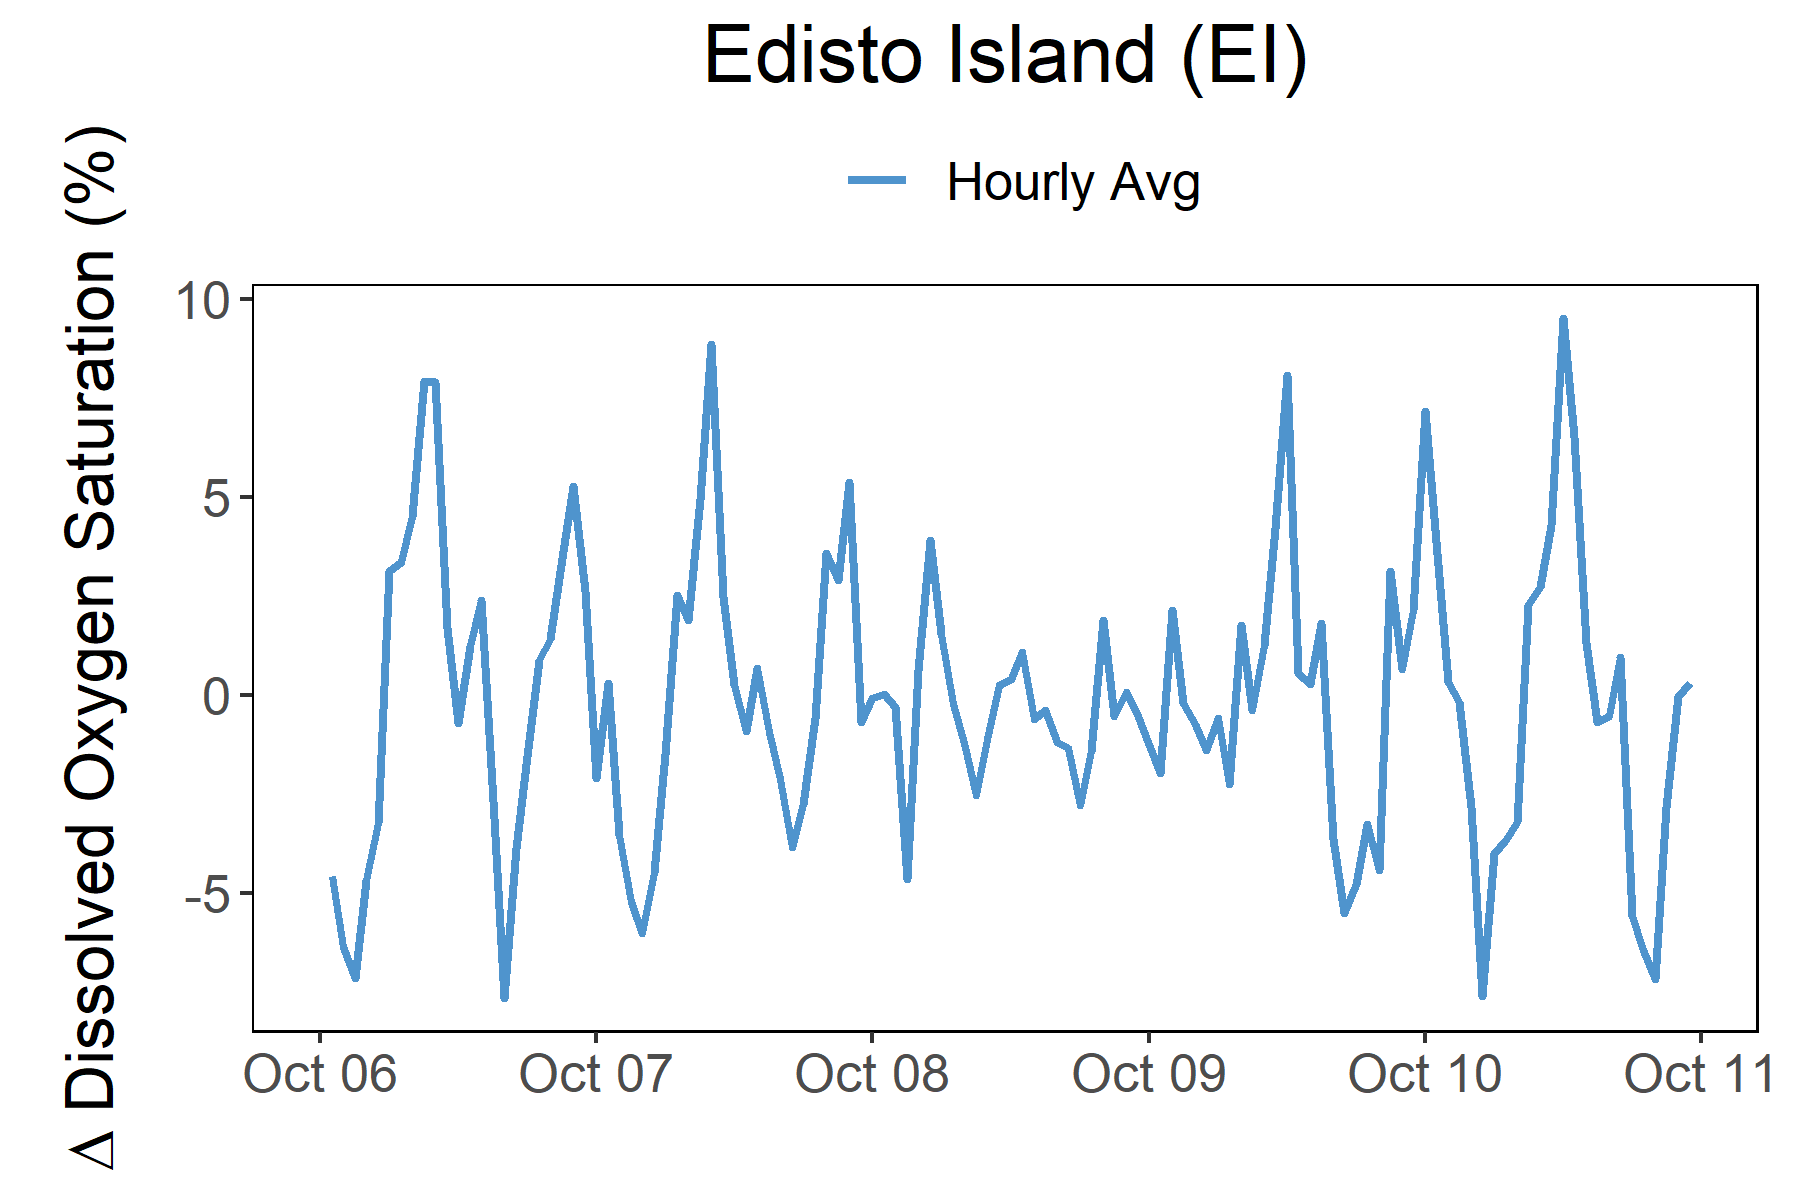 Edisto Island (EI)
Hourly Avg
Δ Dissolved Oxygen Saturation (%)
10
5
0
-5
Oct 06
Oct 07
Oct 08
Oct 09
Oct 10
Oct 11